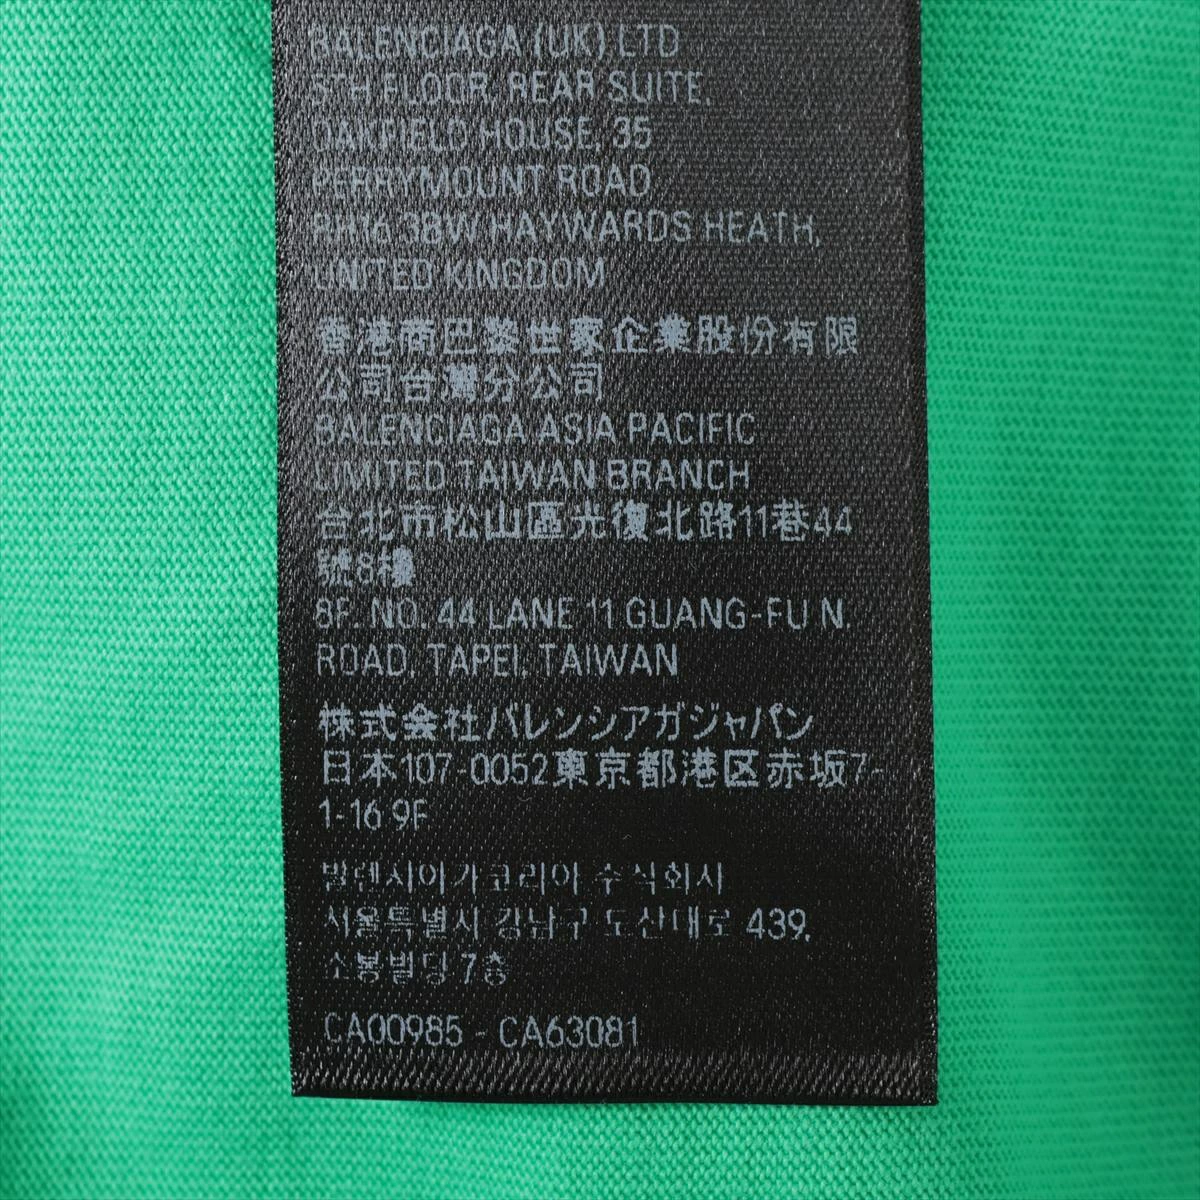 BALENCIAGA (UK) LTD
5TH FLOOR, REAR SUITE,
OAKFIELD HOUSE, 35
PERRYMOUNT ROAD
RH16 3BW HAYWARDS HEATH,
UNITED KINGDOM
香港商巴黎世家企業股份有限
公司台灣分公司
BALENCIAGA ASIA PACIFIC
LIMITED TAIWAN BRANCH
台北市松山區光復北路11巷44
號8樓
8F. NO. 44 LANE 11 GUANG-FU N.
ROAD, TAPEI, TAIWAN
株式会社バレンシアガジャパン
日本107-0052東京都港区赤坂7-
1-16 9F
발렌시아가코리아 주식회사
서울특별시 강남구 도산대로 439,
소봉빌딩 7층
CA00985 - CA63081